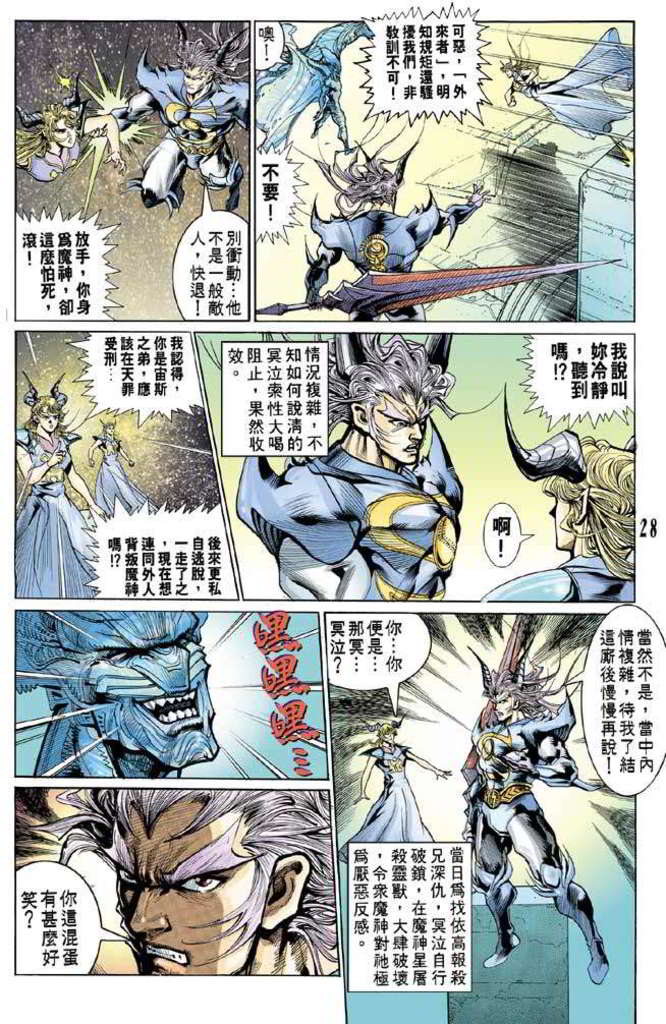 可惡,「外
來者」,明
知規矩還騷
擾我們,非
敎訓不可!
噢!
不要!
別衝動…他
不是一般敵
人,快退!
放手,你身
爲魔神,卻
這麼怕死,
滾!
我說叫
妳冷靜
,聽到
嗎!?
啊!
情況複雜,不
知如何說清的
冥泣索性大喝
阻止,果然收
效。
我認得,
你是宙斯
之弟,應
該在天罪
受刑…
後來更私
自逃脫,
一走了之
,現在想
連同外人
背叛魔神
嗎!?
28
當然不是,當中內
情複雜,待我了結
這廝後慢慢再說!
你…你
便是…
那冥…
冥泣?
當日爲找依高報殺
兄深仇,冥泣自行
破鎖,在魔神星屠
殺靈獸,大肆破壞
,令衆魔神對祂極
爲厭惡反感。
嘿嘿嘿…
你這混蛋
有甚麼好
笑?